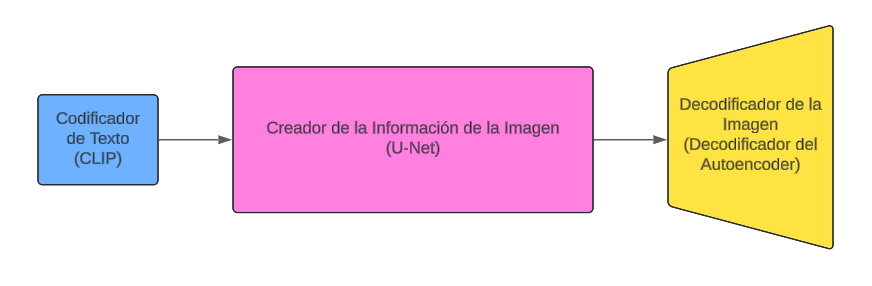 Codificador
de Texto
(CLIP)
Creador de la Información de la Imagen
(U-Net)
Decodificador de la
Imagen
(Decodificador del
Autoencoder)